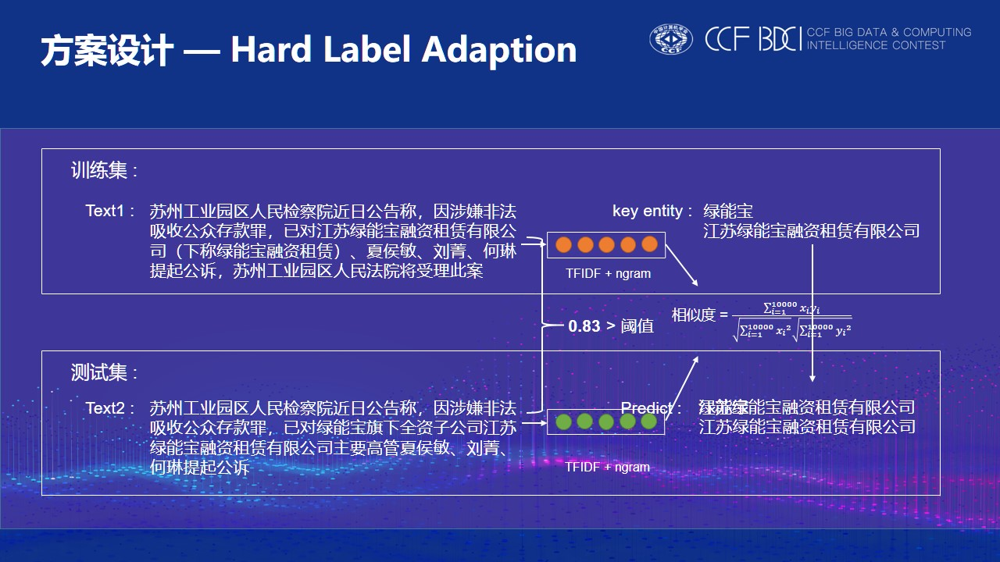 方案设计 — Hard Label Adaption
中国计算机学会
CCF
CCF BDCI
CCF BIG DATA & COMPUTING
INTELLIGENCE CONTEST
训练集：
Text1：
苏州工业园区人民检察院近日公告称，因涉嫌非法
吸收公众存款罪，已对江苏绿能宝融资租赁有限公
司（下称绿能宝融资租赁）、夏侯敏、刘菁、何琳
提起公诉，苏州工业园区人民法院将受理此案
key entity：
绿能宝
江苏绿能宝融资租赁有限公司
TFIDF + ngram
0.83 > 阈值
相似度 = \frac{\sum_{i=1}^{10000} x_i y_i}{\sqrt{\sum_{i=1}^{10000} x_i^2}\sqrt{\sum_{i=1}^{10000} y_i^2}}
测试集：
Text2：
苏州工业园区人民检察院近日公告称，因涉嫌非法
吸收公众存款罪，已对绿能宝旗下全资子公司江苏
绿能宝融资租赁有限公司主要高管夏侯敏、刘菁、
何琳提起公诉
Predict：
能宝融资租赁有限公司
江苏绿能宝融资租赁有限公司
TFIDF + ngram